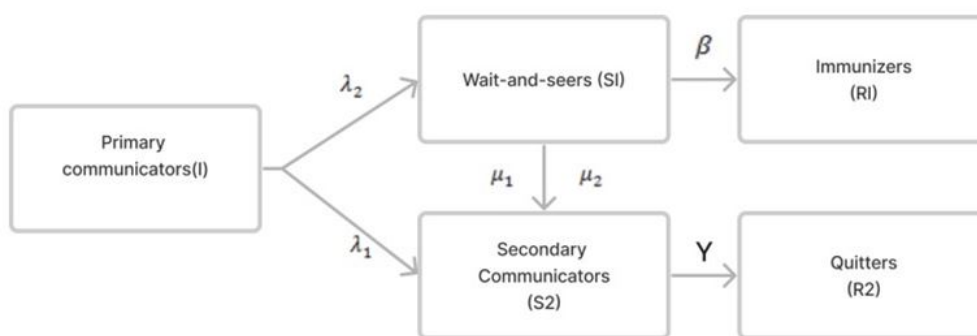 Primary
communicators(I)
λ₂
λ₁
Wait-and-seers (SI)
β
Immunizers
(RI)
μ₁
μ₂
Secondary
Communicators
(S2)
Y
Quitters
(R2)